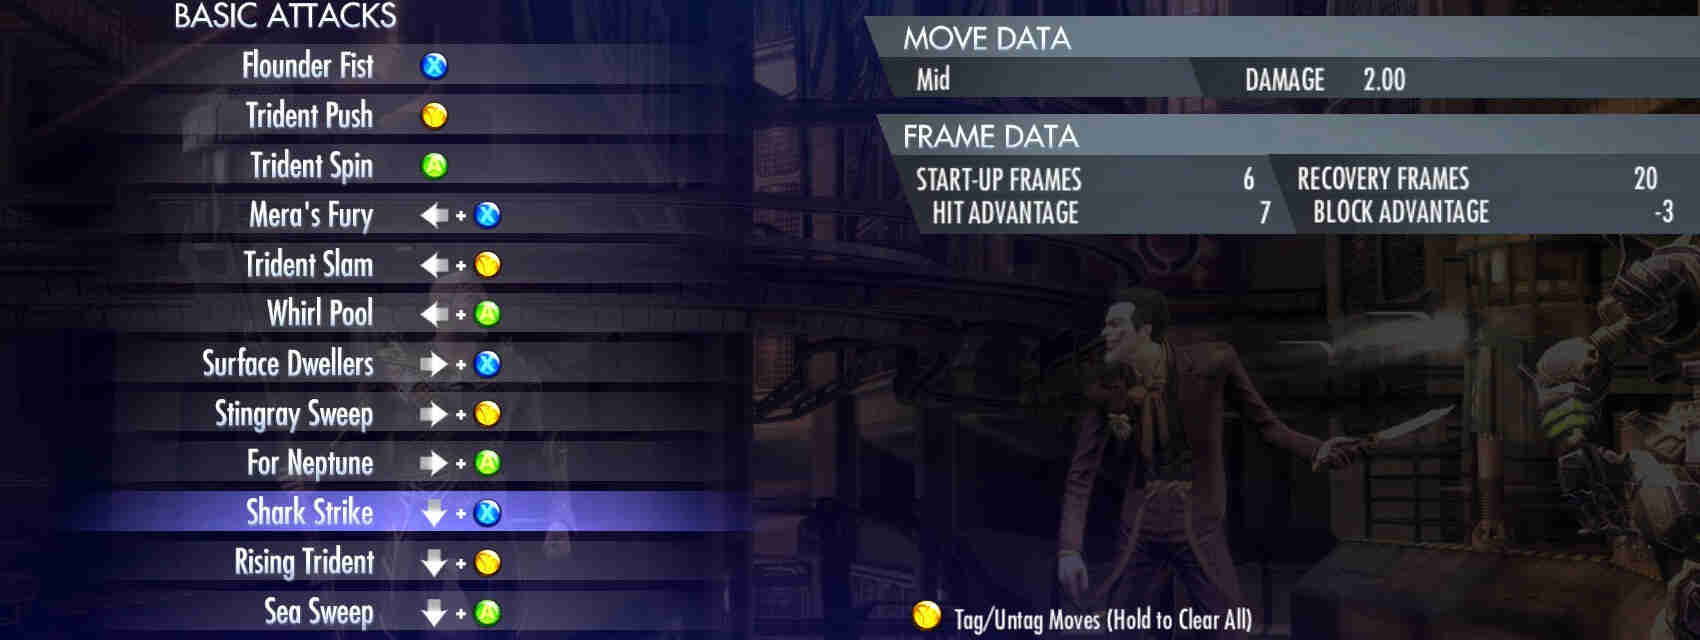 BASIC ATTACKS
Flounder Fist X
Trident Push Y
Trident Spin A
Mera's Fury + X
Trident Slam + Y
Whirl Pool + A
Surface Dwellers + X
Stingray Sweep + Y
For Neptune + A
Shark Strike + X
Rising Trident + Y
Sea Sweep + A
MOVE DATA
Mid DAMAGE 2.00
FRAME DATA
START-UP FRAMES 6 RECOVERY FRAMES 20
HIT ADVANTAGE 7 BLOCK ADVANTAGE -3
Y Tag/Untag Moves (Hold to Clear All)